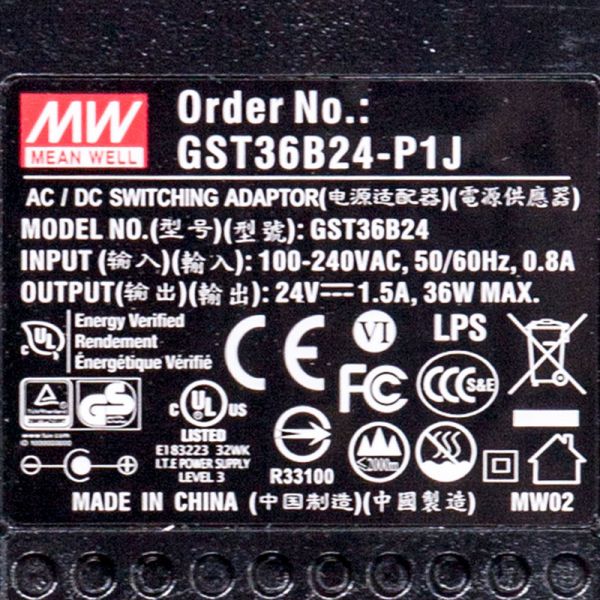 MW
MEAN WELL
Order No.:
GST36B24-P1J
AC / DC SWITCHING ADAPTOR(电源适配器)(電源供應器)
MODEL NO.(型号)(型號): GST36B24
INPUT (输入)(輸入): 100-240VAC, 50/60Hz, 0.8A
OUTPUT(输出)(輸出): 24V⎓1.5A, 36W MAX.
UL
Energy Verified
Rendement
Énergétique Vérifié
CE
VI
LPS
FC
CCC S&E
GS
c UL US
LISTED
E183223 32WK
I.T.E POWER SUPPLY
LEVEL 3
R33100
≤2000m
MADE IN CHINA (中国制造)(中國製造)
MW02